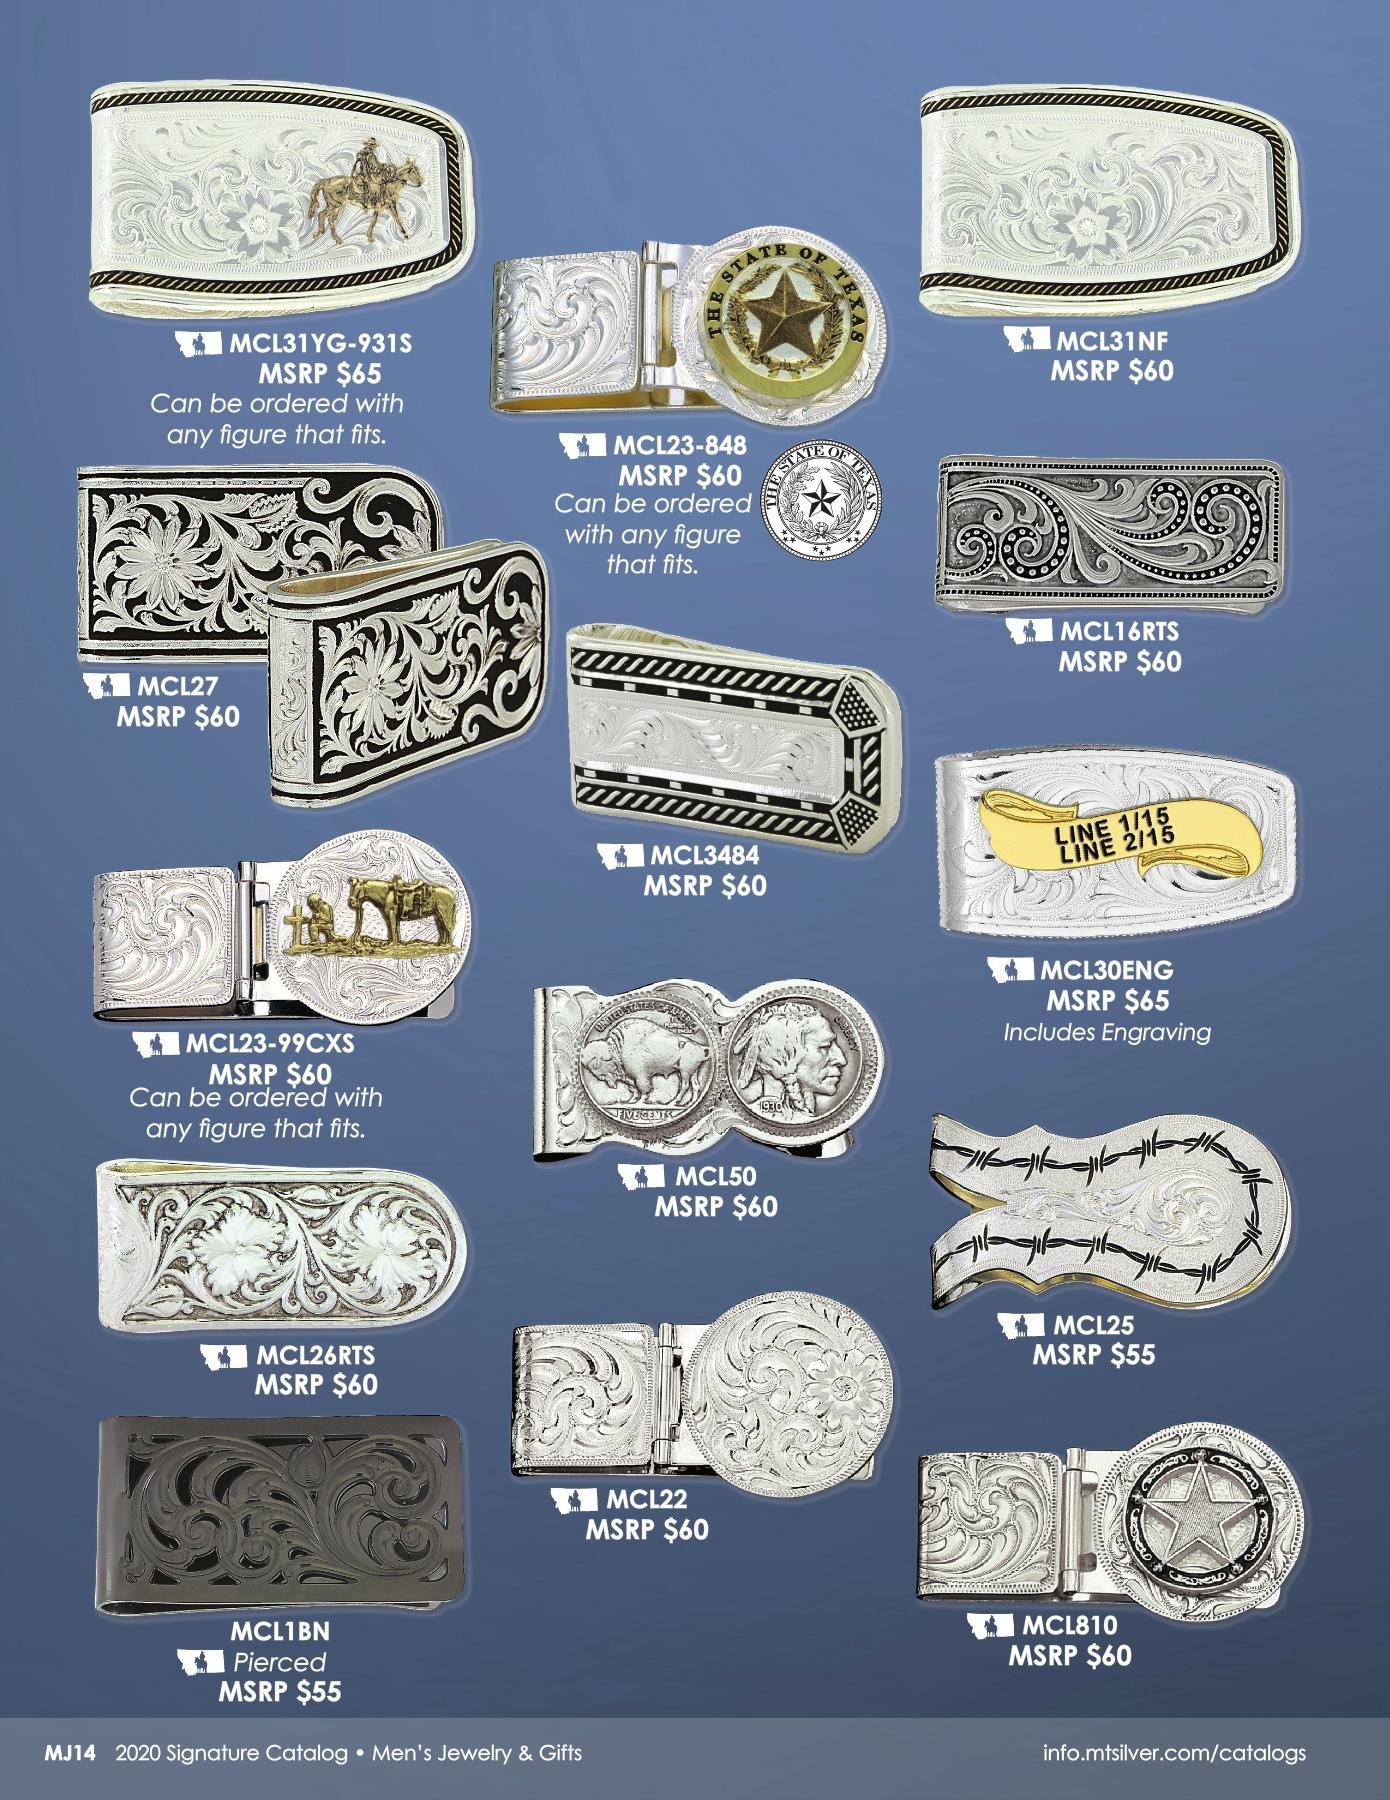 MCL31YG-931S
MSRP $65
Can be ordered with
any figure that fits.
THE STATE OF TEXAS
MCL23-848
MSRP $60
Can be ordered
with any figure
that fits.
THE STATE OF TEXAS
MCL31NF
MSRP $60
MCL27
MSRP $60
MCL16RTS
MSRP $60
MCL3484
MSRP $60
LINE 1/15
LINE 2/15
MCL30ENG
MSRP $65
Includes Engraving
MCL23-99CXS
MSRP $60
Can be ordered with
any figure that fits.
UNITED STATES OF AMERICA
FIVE CENTS
LIBERTY
1930
MCL50
MSRP $60
MCL26RTS
MSRP $60
MCL25
MSRP $55
MCL22
MSRP $60
MCL1BN
Pierced
MSRP $55
MCL810
MSRP $60
MJ14 2020 Signature Catalog • Men's Jewelry & Gifts
info.mtsilver.com/catalogs